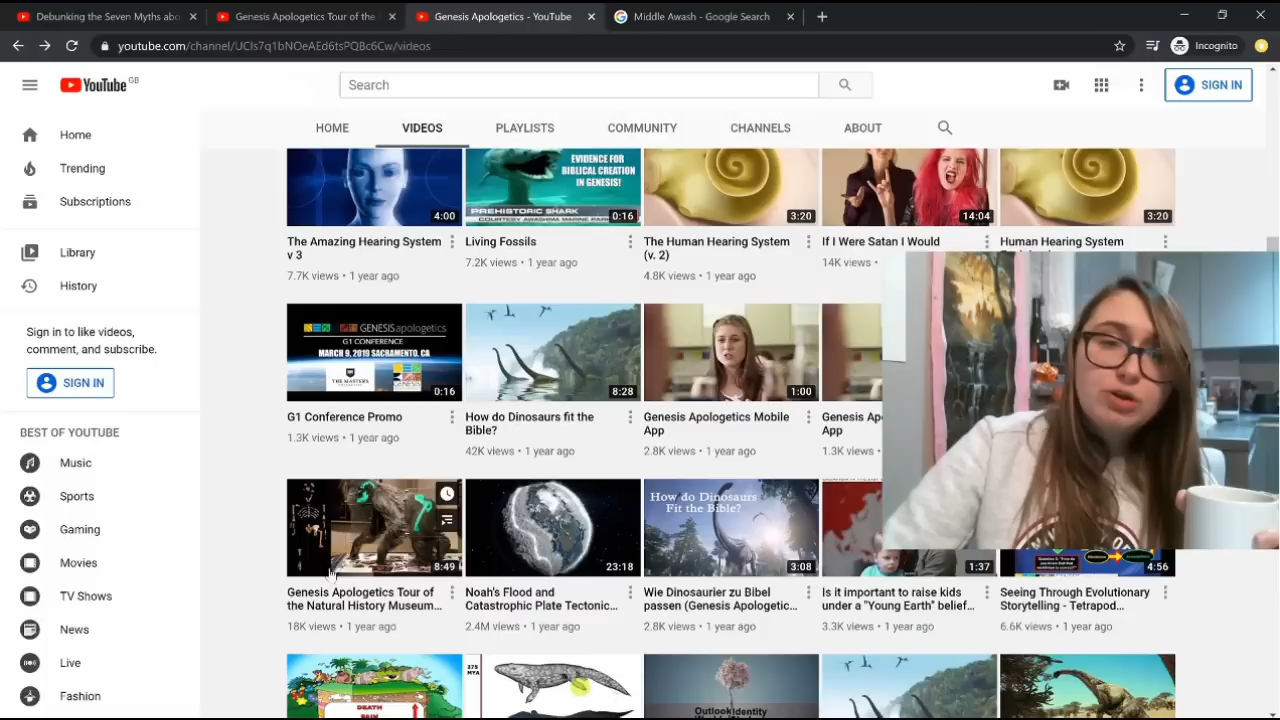 Debunking the Seven Myths abo
Genesis Apologetics Tour of the
Genesis Apologetics - YouTube
Middle Awash - Google Search
youtube.com/channel/UCIs7q1bNOeAEd6tsPQBc6Cw/videos
Incognito
YouTube GB
Search
SIGN IN
HOME
VIDEOS
PLAYLISTS
COMMUNITY
CHANNELS
ABOUT
Home
Trending
Subscriptions
Library
History
Sign in to like videos,
comment, and subscribe.
SIGN IN
BEST OF YOUTUBE
Music
Sports
Gaming
Movies
TV Shows
News
Live
Fashion
4:00
The Amazing Hearing System
v 3
7.7K views • 1 year ago
EVIDENCE FOR
BIBLICAL CREATION
IN GENESIS!
PREHISTORIC SHARK
COURTESY AWASHIMA MARINE PAR
0:16
Living Fossils
7.2K views • 1 year ago
3:20
The Human Hearing System
(v. 2)
4.8K views • 1 year ago
14:04
If I Were Satan I Would
14K views •
3:20
Human Hearing System
GENESIS apologetics
G1 CONFERENCE
MARCH 9, 2019 SACRAMENTO, CA
THE MASTER'S
0:16
G1 Conference Promo
1.3K views • 1 year ago
8:28
How do Dinosaurs fit the
Bible?
42K views • 1 year ago
1:00
Genesis Apologetics Mobile
App
2.8K views • 1 year ago
Genesis Ap
App
1.3K views •
8:49
Genesis Apologetics Tour of
the Natural History Museum...
18K views • 1 year ago
23:18
Noah's Flood and
Catastrophic Plate Tectonic...
2.4M views • 1 year ago
How do Dinosaurs
Fit the Bible?
3:08
Wie Dinosaurier zu Bibel
passen (Genesis Apologetic...
2.8K views • 1 year ago
1:37
Is it important to raise kids
under a "Young Earth" belief...
3.3K views • 1 year ago
4:56
Seeing Through Evolutionary
Storytelling - Tetrapod...
6.6K views • 1 year ago
DEATH
PAIN
375
MYA
Outlook
Identity